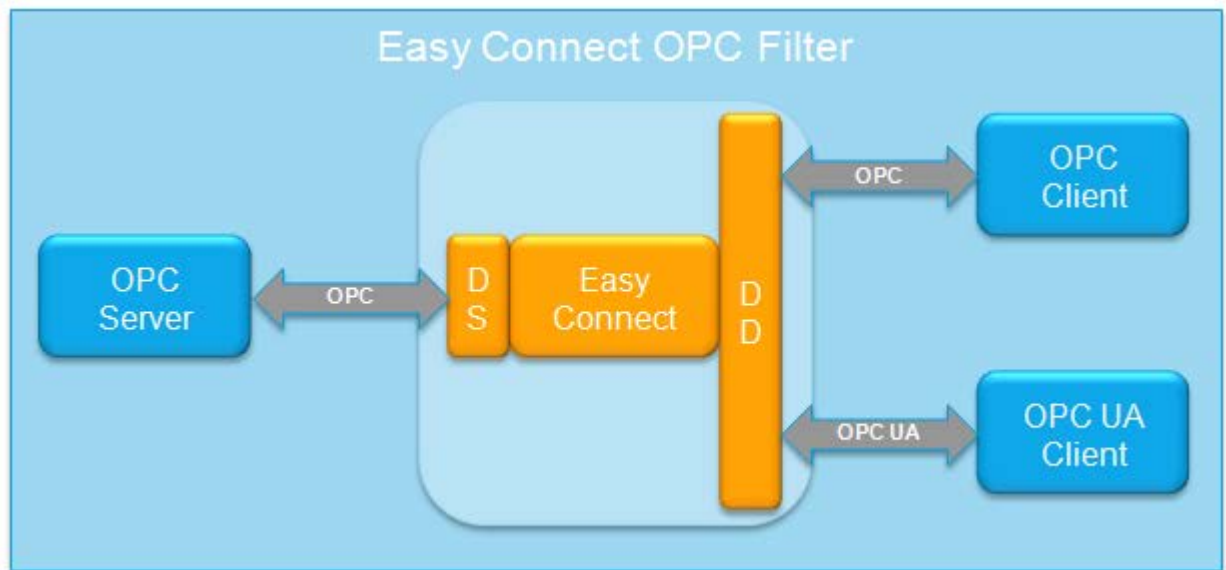 Easy Connect OPC Filter
OPC
Server
OPC
D
S
Easy
Connect
D
D
OPC
OPC
Client
OPC UA
OPC UA
Client